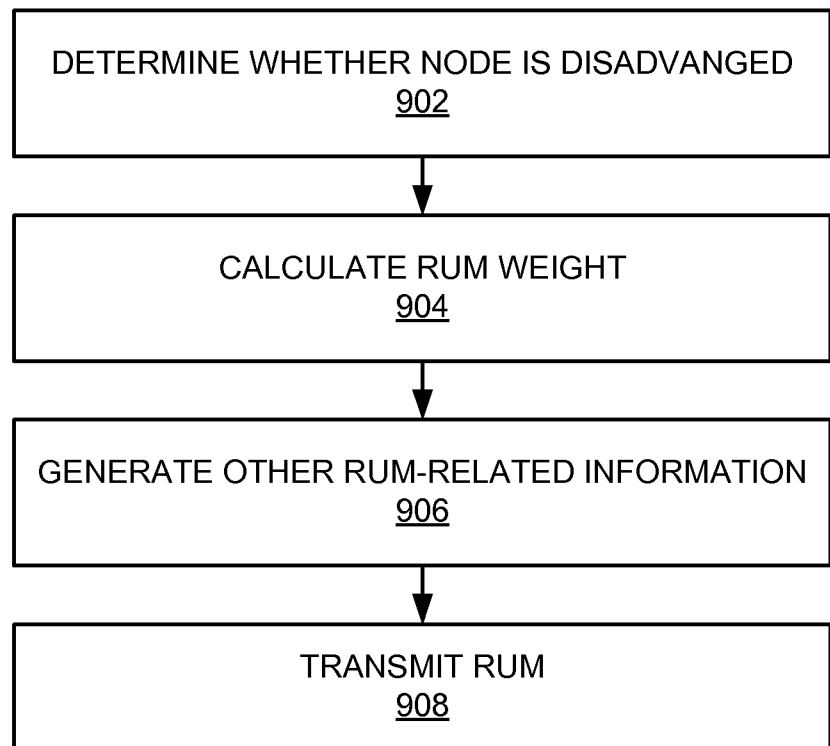 DETERMINE WHETHER NODE IS DISADVANGED
902
CALCULATE RUM WEIGHT
904
GENERATE OTHER RUM-RELATED INFORMATION
906
TRANSMIT RUM
908